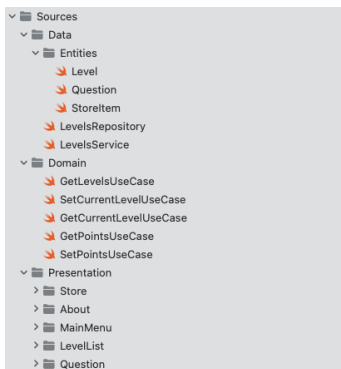 Sources
Data
Entities
Level
Question
StoreItem
LevelsRepository
LevelsService
Domain
GetLevelsUseCase
SetCurrentLevelUseCase
GetCurrentLevelUseCase
GetPointsUseCase
SetPointsUseCase
Presentation
Store
About
MainMenu
LevelList
Question